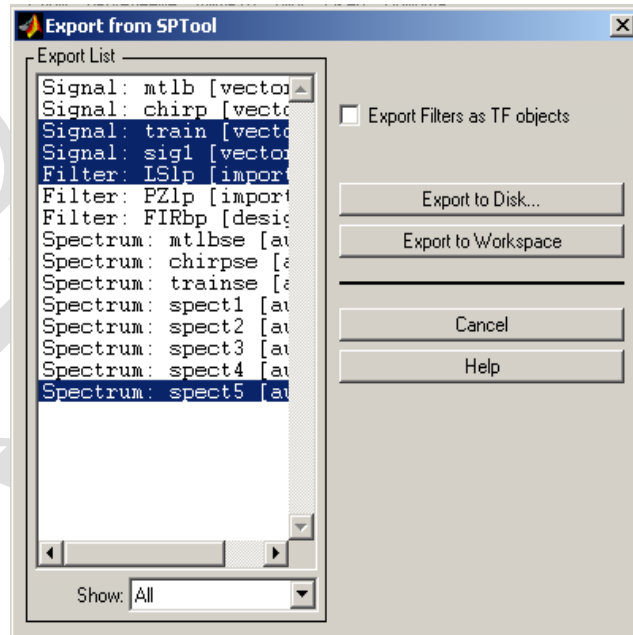 Export from SPTool
Export List
Signal: mtlb [vector
Signal: chirp [vecto
Signal: train [vecto
Signal: sig1 [vector
Filter: LSlp [import
Filter: PZlp [import
Filter: FIRbp [desig
Spectrum: mtlbse [au
Spectrum: chirpse [a
Spectrum: trainse [a
Spectrum: spect1 [au
Spectrum: spect2 [au
Spectrum: spect3 [au
Spectrum: spect4 [au
Spectrum: spect5 [au
Show: All
Export Filters as TF objects
Export to Disk...
Export to Workspace
Cancel
Help